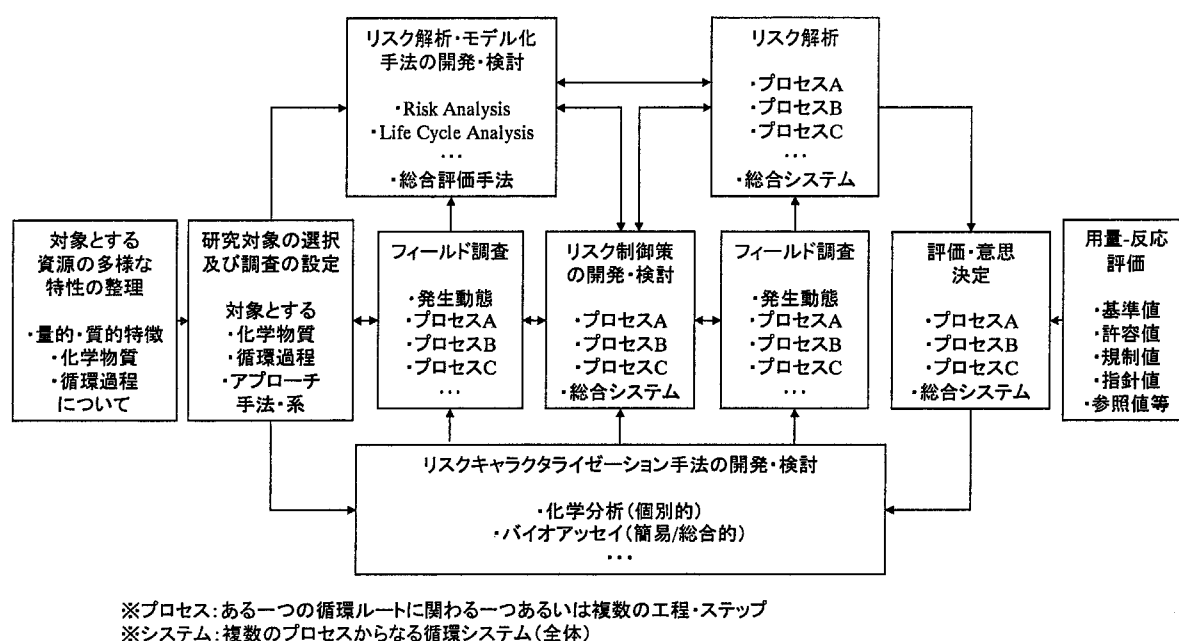 リスク解析・モデル化
手法の開発・検討
・Risk Analysis
・Life Cycle Analysis
・・・
・総合評価手法
リスク解析
・プロセスA
・プロセスB
・プロセスC
・・・
・総合システム
対象とする
資源の多様な
特性の整理
・量的・質的特徴
・化学物質
・循環過程
について
研究対象の選択
及び調査の設定
対象とする
・化学物質
・循環過程
・アプローチ
手法・系
フィールド調査
・発生動態
・プロセスA
・プロセスB
・プロセスC
・・・
リスク制御策
の開発・検討
・プロセスA
・プロセスB
・プロセスC
・総合システム
フィールド調査
・発生動態
・プロセスA
・プロセスB
・プロセスC
・・・
評価・意思
決定
・プロセスA
・プロセスB
・プロセスC
・総合システム
用量-反応
評価
・基準値
・許容値
・規制値
・指針値
・参照値等
リスクキャラクタライゼーション手法の開発・検討
・化学分析(個別的)
・バイオアッセイ(簡易/総合的)
・・・
※プロセス:ある一つの循環ルートに関わる一つあるいは複数の工程・ステップ
※システム:複数のプロセスからなる循環システム(全体)